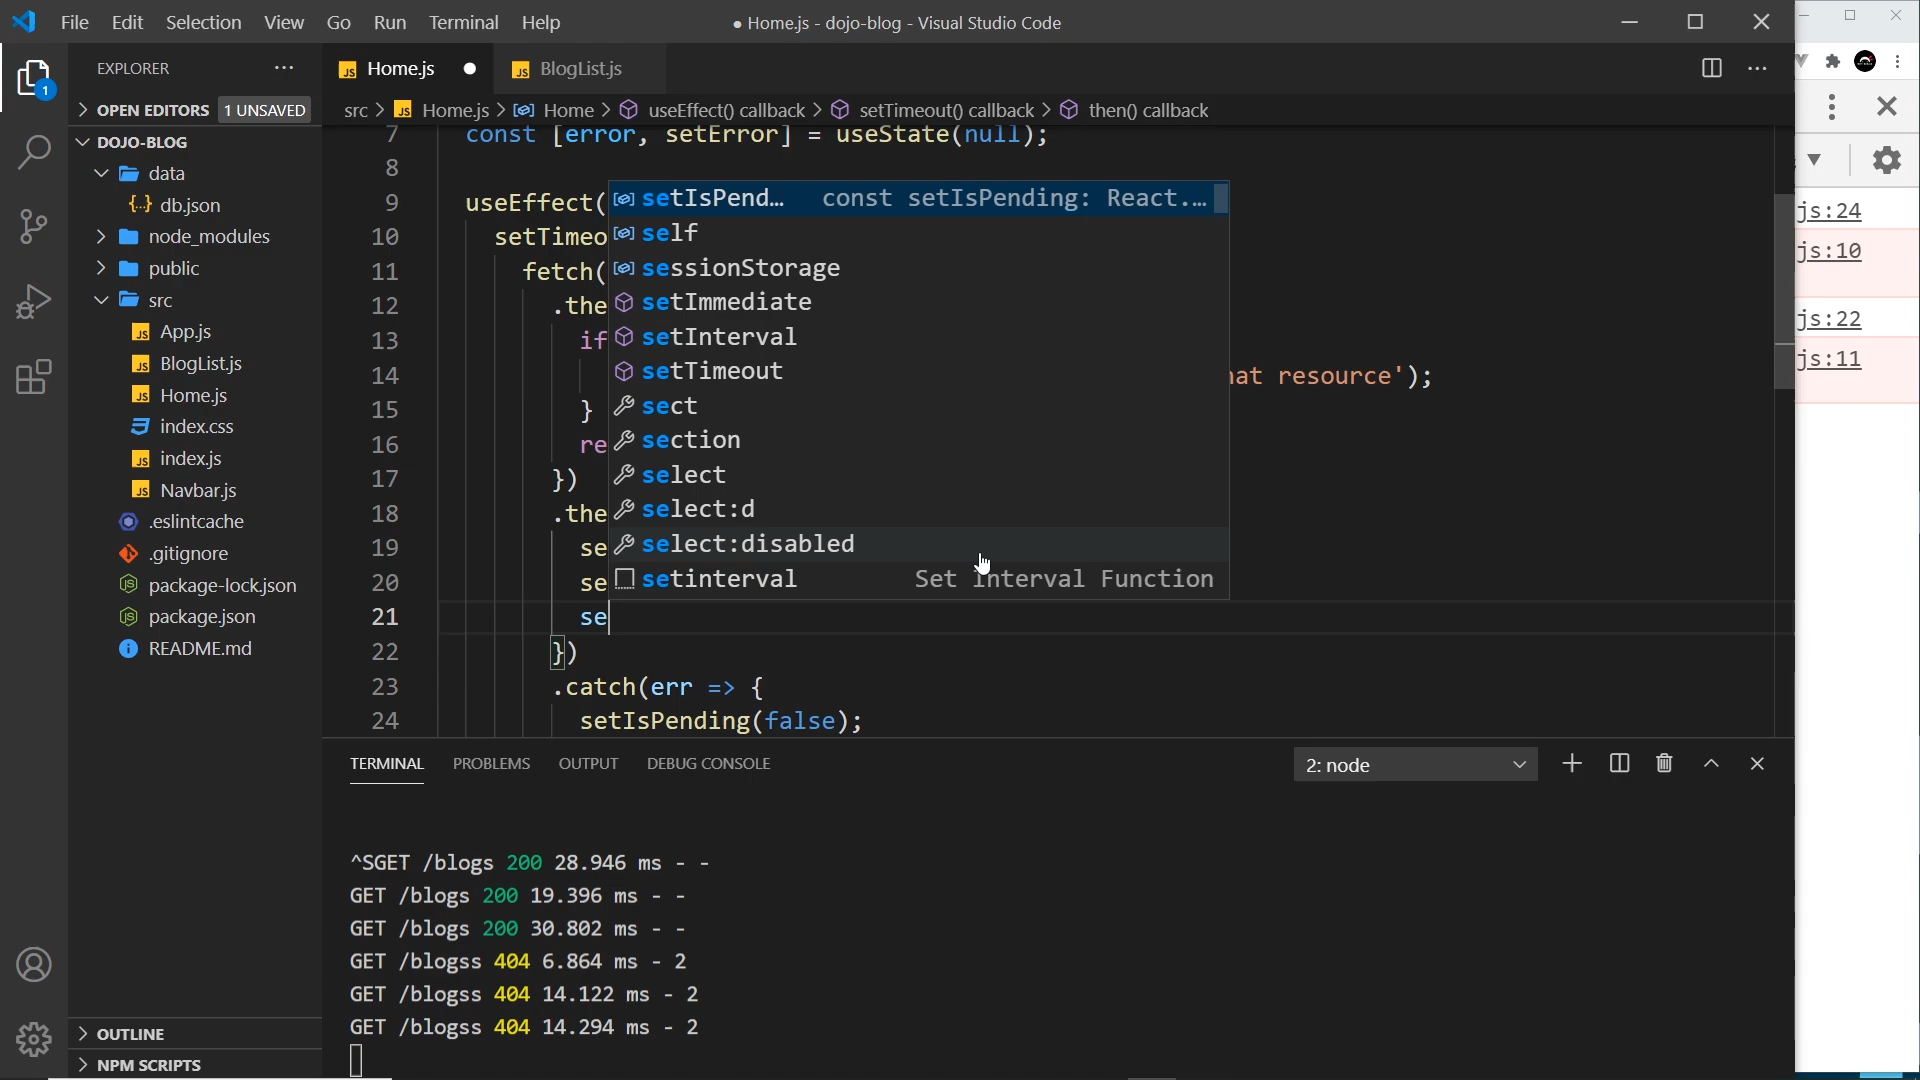 File Edit Selection View Go Run Terminal Help
● Home.js - dojo-blog - Visual Studio Code
EXPLORER ···
1
OPEN EDITORS 1 UNSAVED
DOJO-BLOG
data
db.json
node_modules
public
src
App.js
BlogList.js
Home.js
index.css
index.js
Navbar.js
.eslintcache
.gitignore
package-lock.json
package.json
README.md
OUTLINE
NPM SCRIPTS
JS Home.js ● JS BlogList.js
src > JS Home.js > Home > useEffect() callback > setTimeout() callback > then() callback
7 const [error, setError] = useState(null);
8
9 useEffect(
10 setTimeo
11 fetch(
12 .the
13 if
14 hat resource');
15 }
16 re
17 })
18 .the
19 se
20 se
21 se
22 })
23 .catch(err => {
24 setIsPending(false);
setIsPend… const setIsPending: React.…
self
sessionStorage
setImmediate
setInterval
setTimeout
sect
section
select
select:d
select:disabled
setinterval Set Interval Function
TERMINAL PROBLEMS OUTPUT DEBUG CONSOLE 2: node
^SGET /blogs 200 28.946 ms - -
GET /blogs 200 19.396 ms - -
GET /blogs 200 30.802 ms - -
GET /blogss 404 6.864 ms - 2
GET /blogss 404 14.122 ms - 2
GET /blogss 404 14.294 ms - 2
js:24
js:10
js:22
js:11